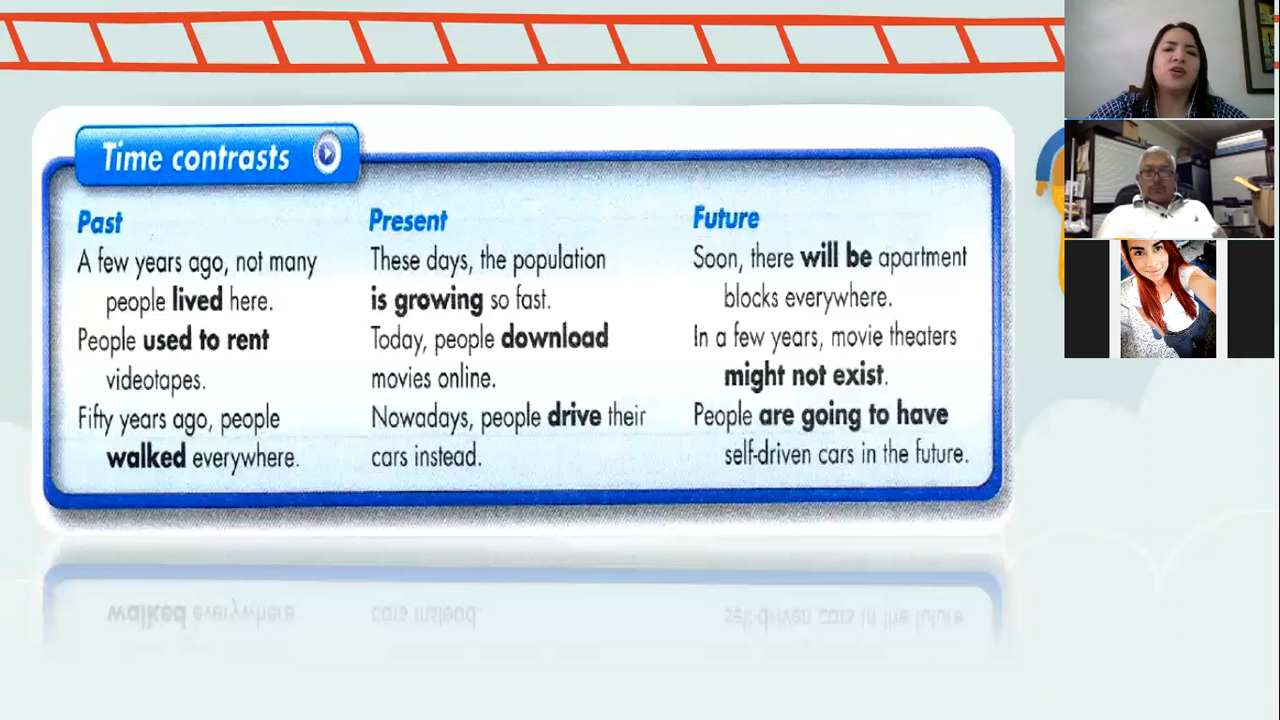 Time contrasts
Past
A few years ago, not many
people lived here.
People used to rent
videotapes.
Fifty years ago, people
walked everywhere.
Present
These days, the population
is growing so fast.
Today, people download
movies online.
Nowadays, people drive their
cars instead.
Future
Soon, there will be apartment
blocks everywhere.
In a few years, movie theaters
might not exist.
People are going to have
self-driven cars in the future.